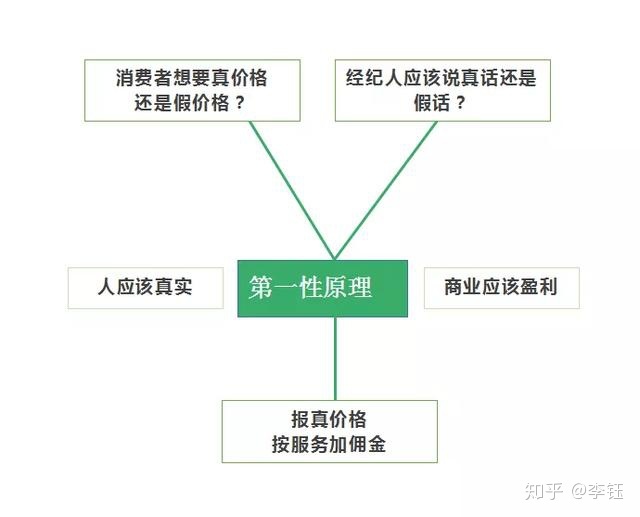 消费者想要真价格
还是假价格？
经纪人应该说真话还是
假话？
人应该真实
第一性原理
商业应该盈利
报真价格
按服务加佣金
知乎 @李钰